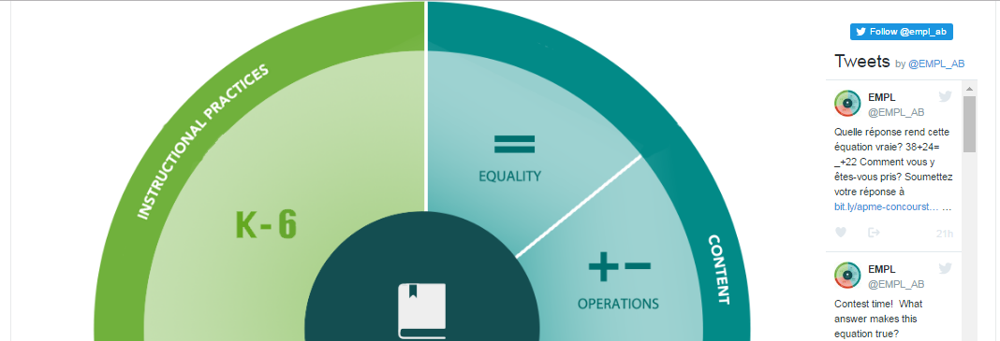 INSTRUCTIONAL PRACTICES
K-6
=
EQUALITY
+-
OPERATIONS
CONTENT
Follow @empl_ab
Tweets by @EMPL_AB
EMPL
@EMPL_AB
Quelle réponse rend cette
équation vraie? 38+24=
_+22 Comment vous y
êtes-vous pris? Soumettez
votre réponse à
bit.ly/apme-concourst... ...
21h
EMPL
@EMPL_AB
Contest time! What
answer makes this
equation true?